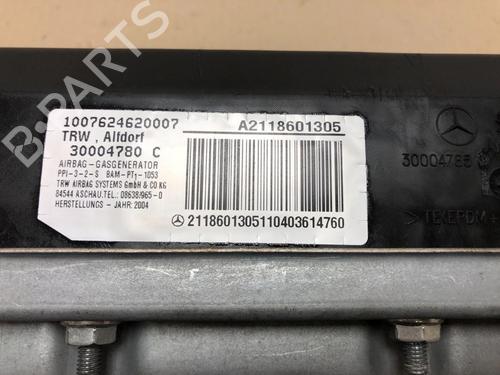 B-PARTS
1007624620007
A2118601305
TRW , Alfdorf
30004780 C
AIRBAG-GASGENERATOR
PPI-3-2-S BAM-PT1-1053
TRW AIRBAG SYSTEMS GmbH & CO KG
84544 ASCHAU.TEL.: 08638/965-0
HERSTELLUNGS - JAHR: 2004
2118601305110403614760
30004785